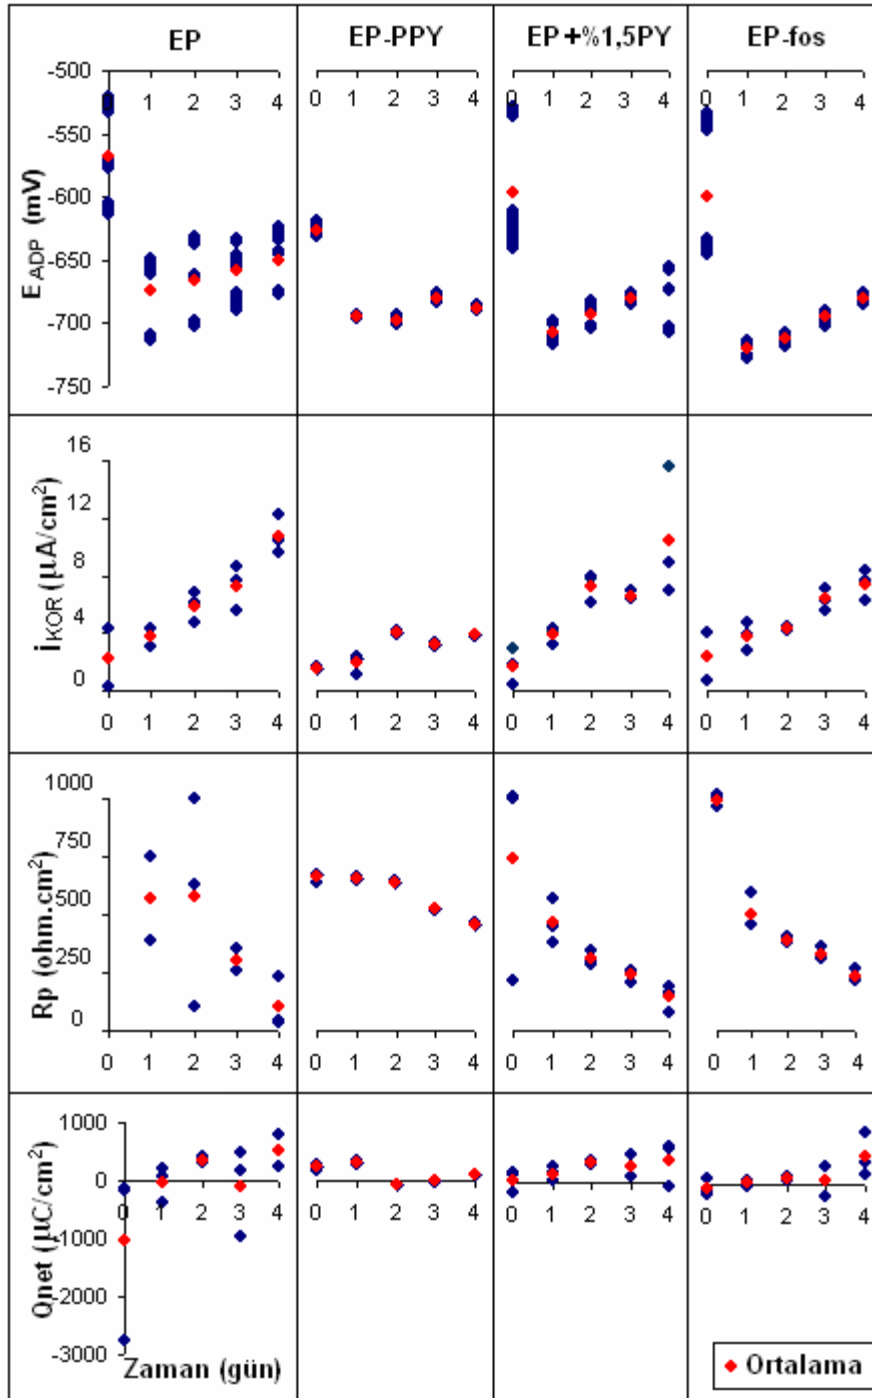 EP EP-PPY EP+%1,5PY EP-fos
-500
1 2 3 4 0 1 2 3 4 0 1 2 3 4 0 1 2 3 4
-550
-600
-650
-700
-750
E_ADP (mV)
16
12
8
4
0
0 1 2 3 4 0 1 2 3 4 0 1 2 3 4 0 1 2 3 4
i_KOR (µA/cm²)
1000
750
500
250
0
0 1 2 3 4 0 1 2 3 4 0 1 2 3 4 0 1 2 3 4
Rp (ohm.cm²)
1000
0
0 1 2 3 4 0 1 2 3 4 0 1 2 3 4 0 1 2 3 4
-1000
-2000
-3000
Qnet (µC/cm²)
Zaman (gün)
Ortalama